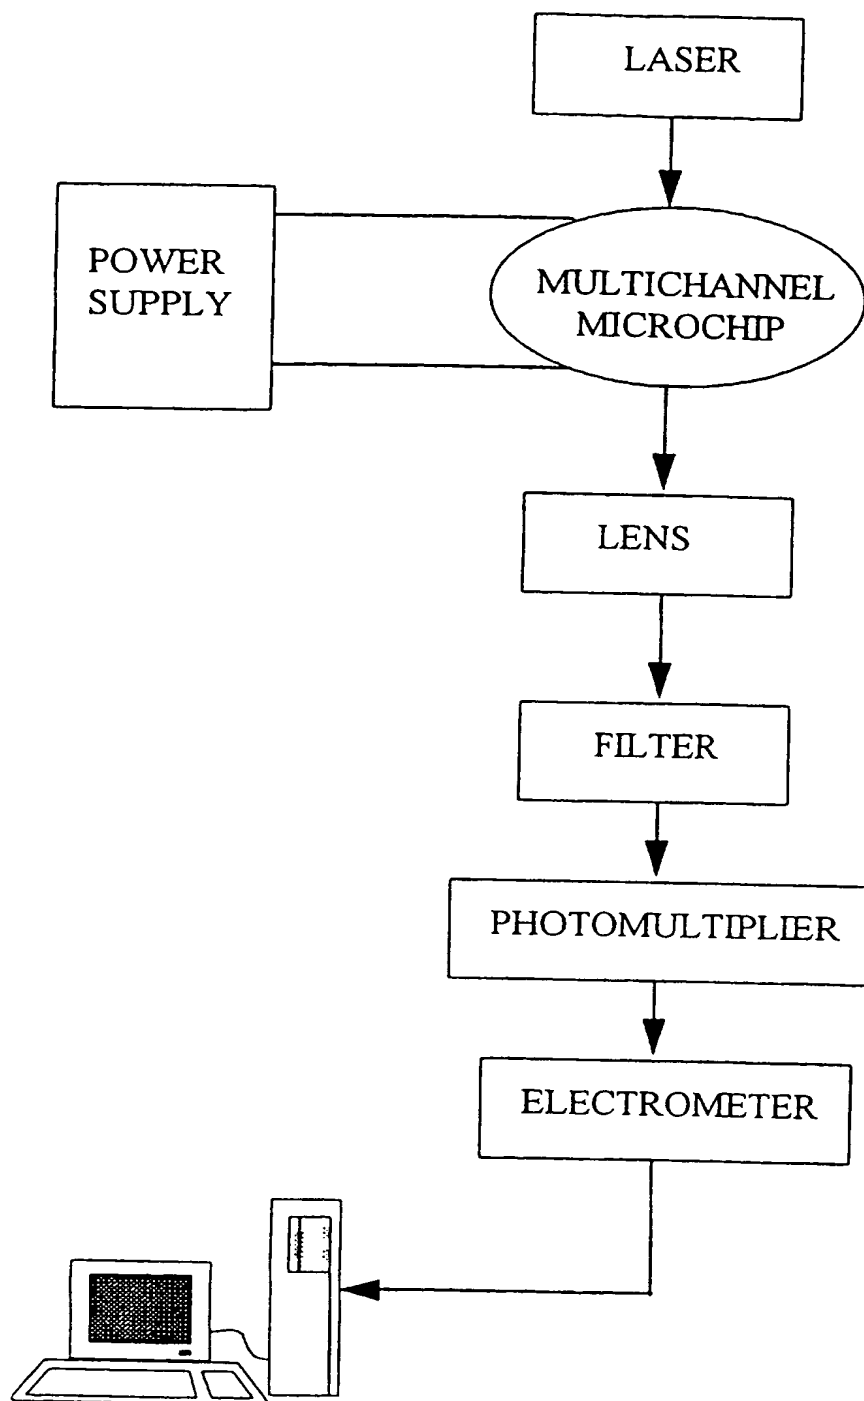 LASER
POWER
SUPPLY
MULTICHANNEL
MICROCHIP
LENS
FILTER
PHOTOMULTIPLIER
ELECTROMETER